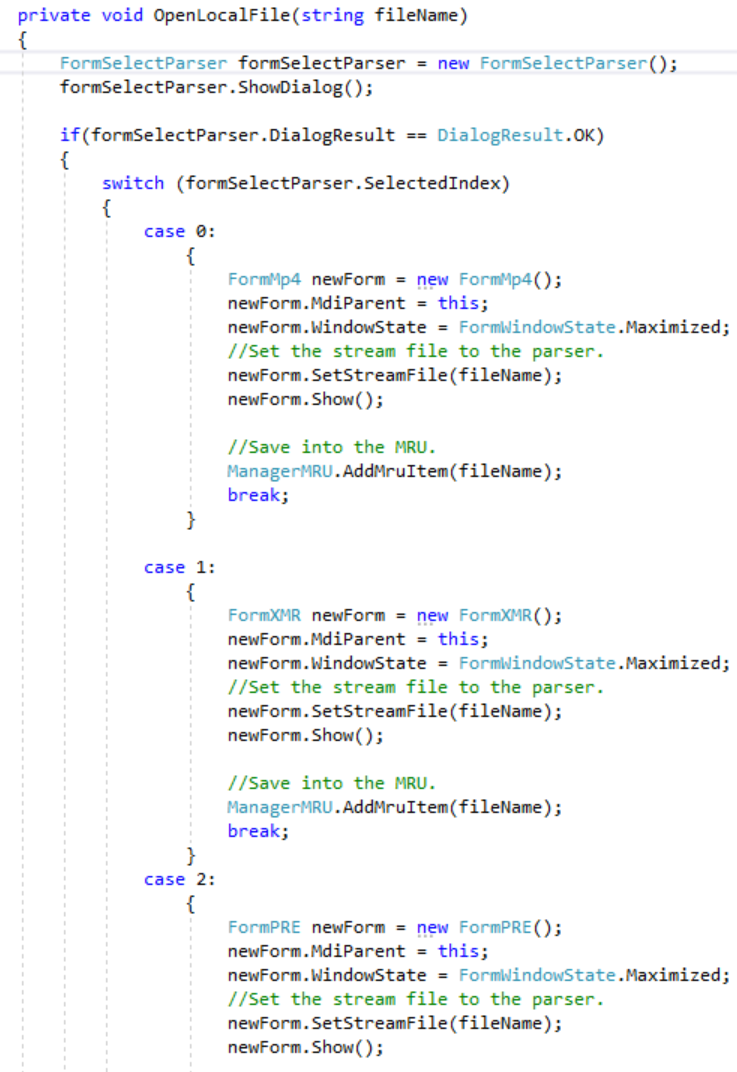 private void OpenLocalFile(string fileName)
{
    FormSelectParser formSelectParser = new FormSelectParser();
    formSelectParser.ShowDialog();

    if(formSelectParser.DialogResult == DialogResult.OK)
    {
        switch (formSelectParser.SelectedIndex)
        {
            case 0:
                {
                    FormMp4 newForm = new FormMp4();
                    newForm.MdiParent = this;
                    newForm.WindowState = FormWindowState.Maximized;
                    //Set the stream file to the parser.
                    newForm.SetStreamFile(fileName);
                    newForm.Show();

                    //Save into the MRU.
                    ManagerMRU.AddMruItem(fileName);
                    break;
                }

            case 1:
                {
                    FormXMR newForm = new FormXMR();
                    newForm.MdiParent = this;
                    newForm.WindowState = FormWindowState.Maximized;
                    //Set the stream file to the parser.
                    newForm.SetStreamFile(fileName);
                    newForm.Show();

                    //Save into the MRU.
                    ManagerMRU.AddMruItem(fileName);
                    break;
                }
            case 2:
                {
                    FormPRE newForm = new FormPRE();
                    newForm.MdiParent = this;
                    newForm.WindowState = FormWindowState.Maximized;
                    //Set the stream file to the parser.
                    newForm.SetStreamFile(fileName);
                    newForm.Show();